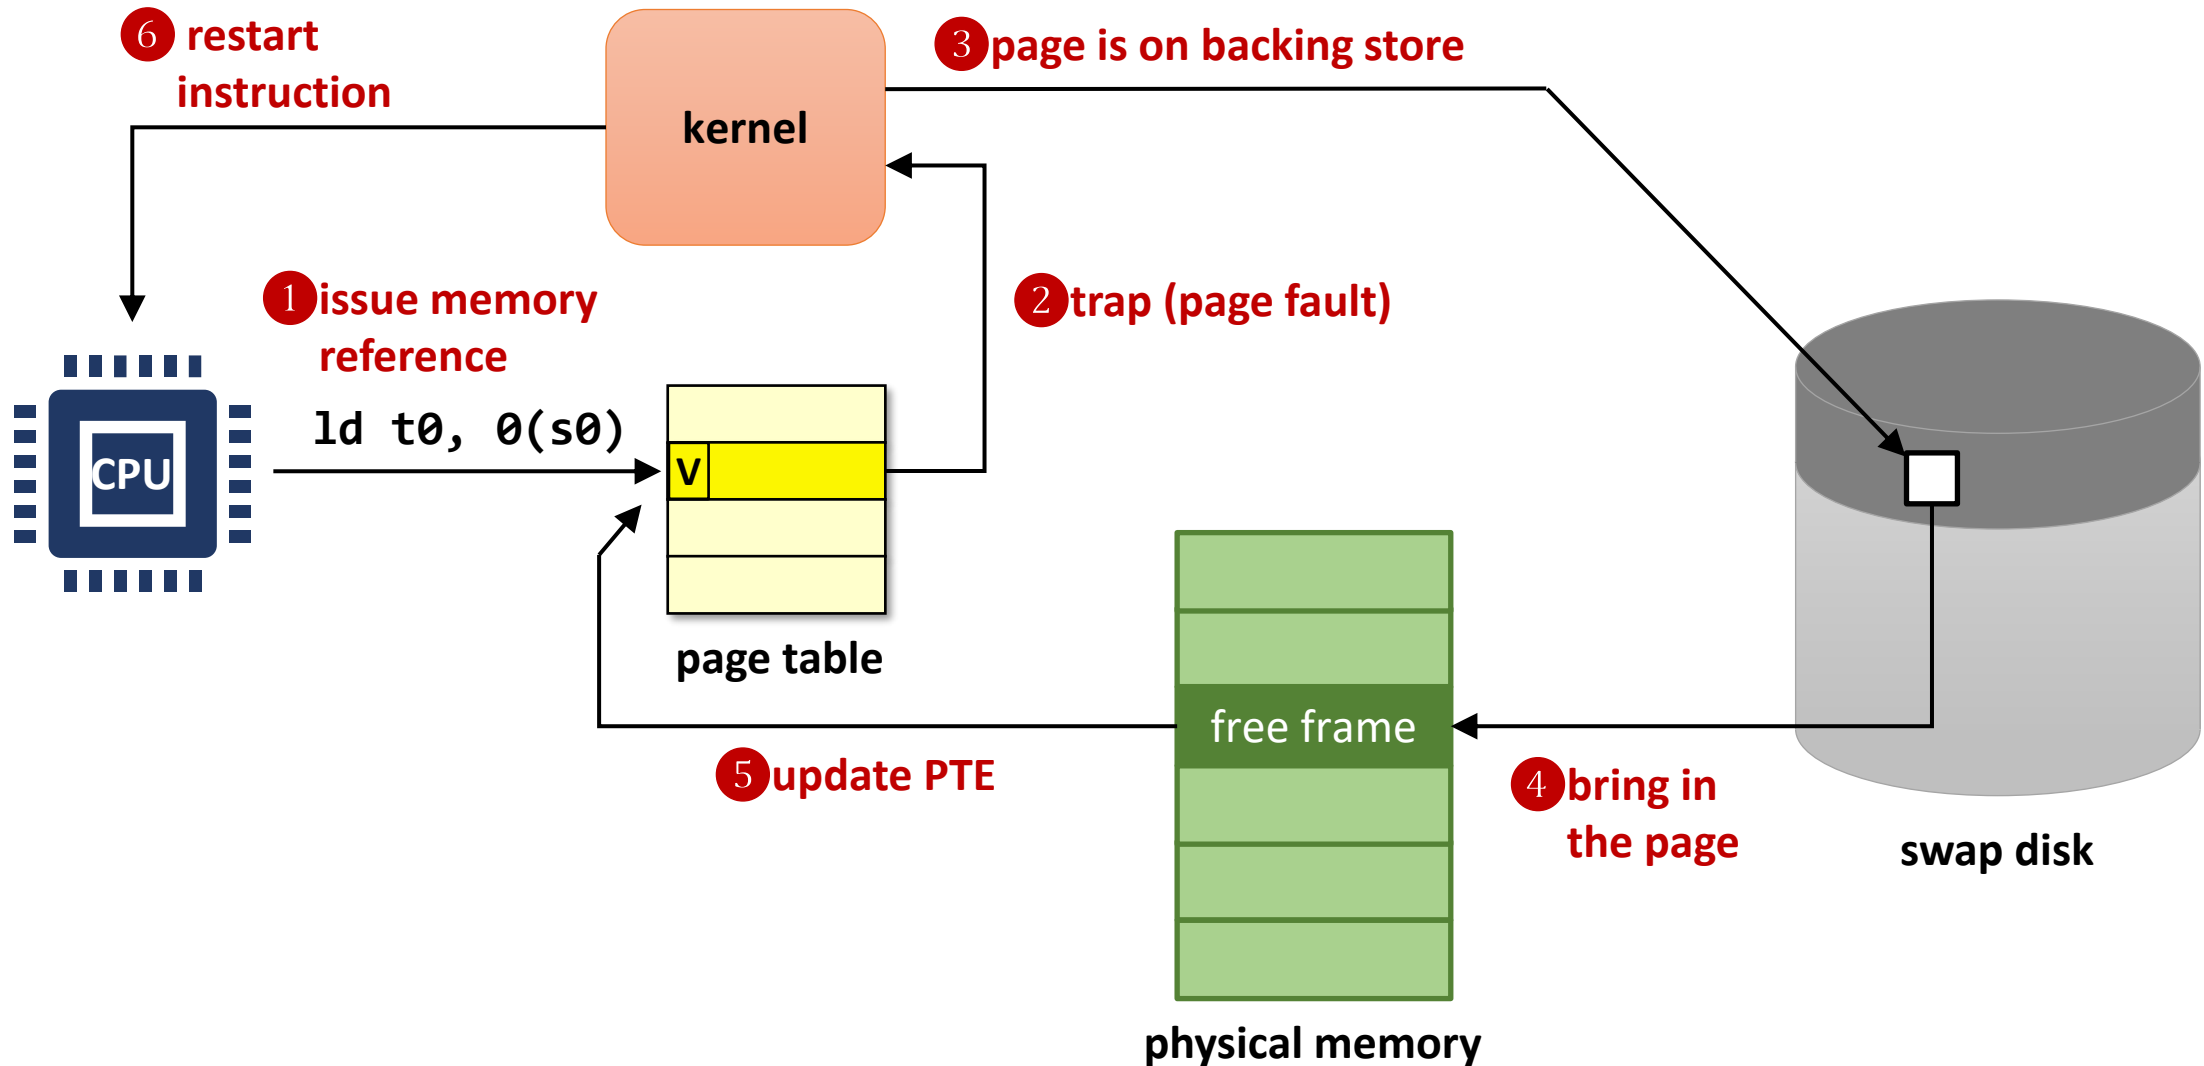 6 restart
instruction
kernel
3 page is on backing store
1 issue memory
reference
2 trap (page fault)
ld t0, 0(s0)
CPU
V
page table
free frame
5 update PTE
4 bring in
the page
swap disk
physical memory